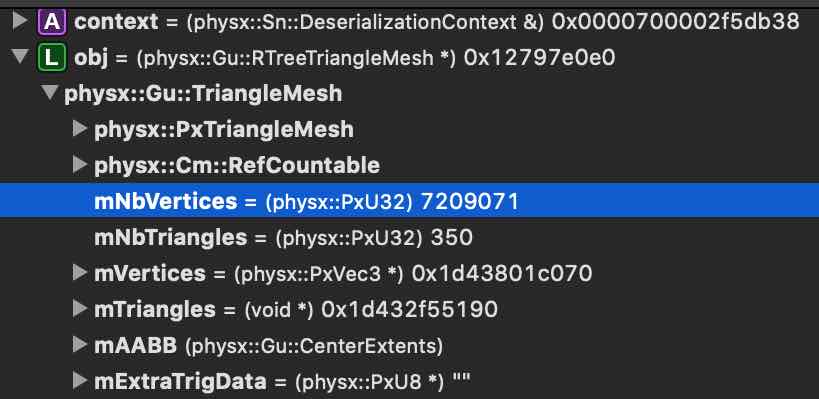 A context = (physx::Sn::DeserializationContext &) 0x0000700002f5db38
L obj = (physx::Gu::RTreeTriangleMesh *) 0x12797e0e0
physx::Gu::TriangleMesh
physx::PxTriangleMesh
physx::Cm::RefCountable
mNbVertices = (physx::PxU32) 7209071
mNbTriangles = (physx::PxU32) 350
mVertices = (physx::PxVec3 *) 0x1d43801c070
mTriangles = (void *) 0x1d432f55190
mAABB (physx::Gu::CenterExtents)
mExtraTrigData = (physx::PxU8 *) ""